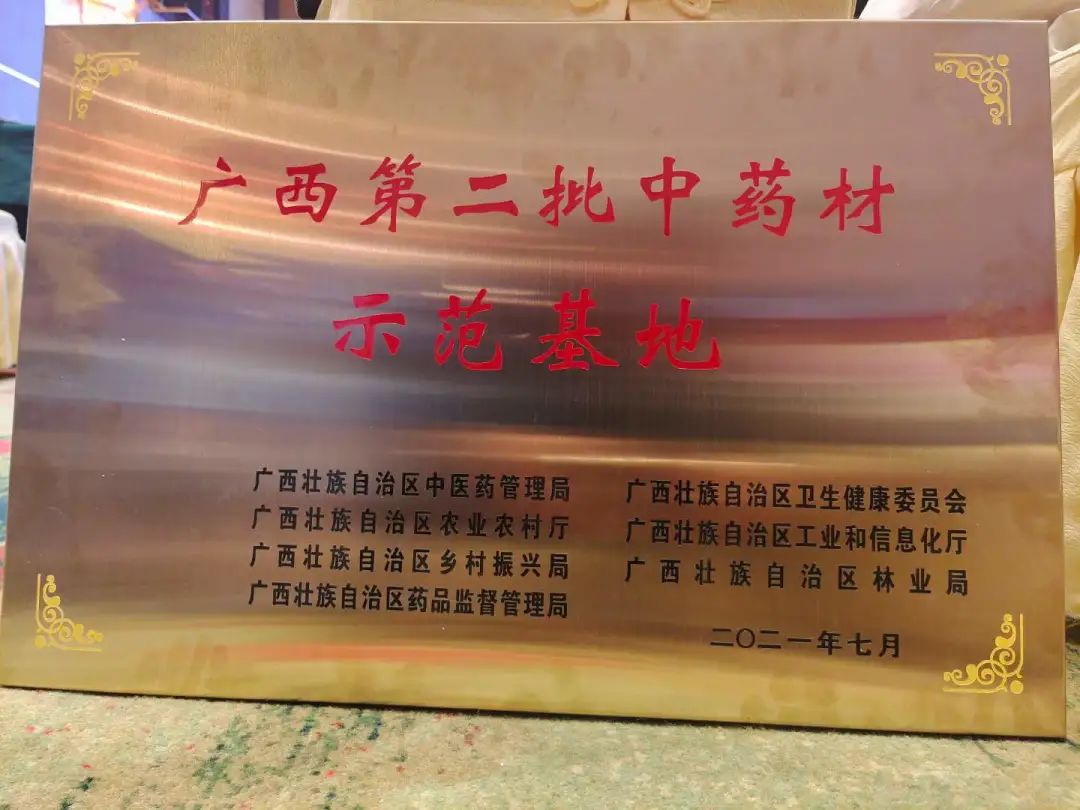 广西第二批中药材
示范基地
广西壮族自治区中医药管理局
广西壮族自治区卫生健康委员会
广西壮族自治区农业农村厅
广西壮族自治区工业和信息化厅
广西壮族自治区乡村振兴局
广西壮族自治区林业局
广西壮族自治区药品监督管理局
二〇二一年七月